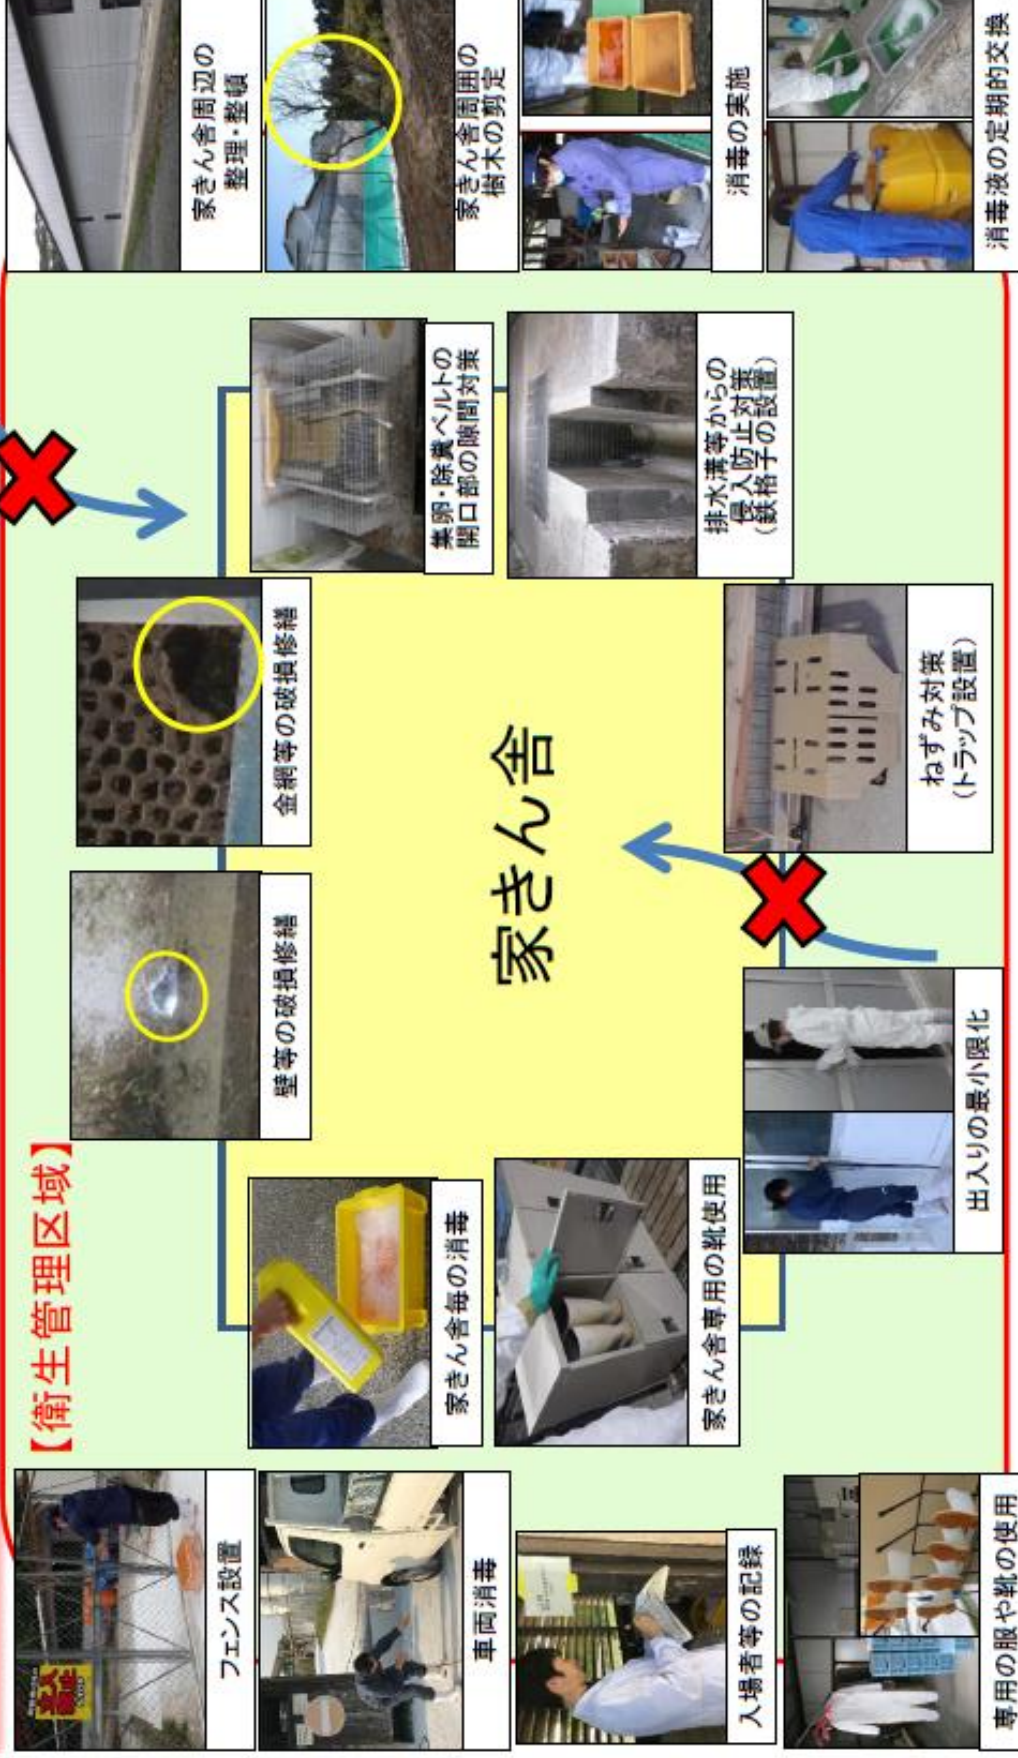 【衛生管理区域】
フェンス設置
車両消毒
入場者等の記録
専用の服や靴の使用
家きん舎毎の消毒
家きん舎専用の靴使用
出入りの最小限化
壁等の破損修繕
金網等の破損修繕
家きん舎
ねずみ対策
(トラップ設置)
集卵・除糞ベルトの
開口部の隙間対策
排水溝等からの
侵入防止対策
(鉄格子の設置)
家きん舎周辺の
整理・整頓
家きん舎周囲の
樹木の剪定
消毒の実施
消毒液の定期的交換